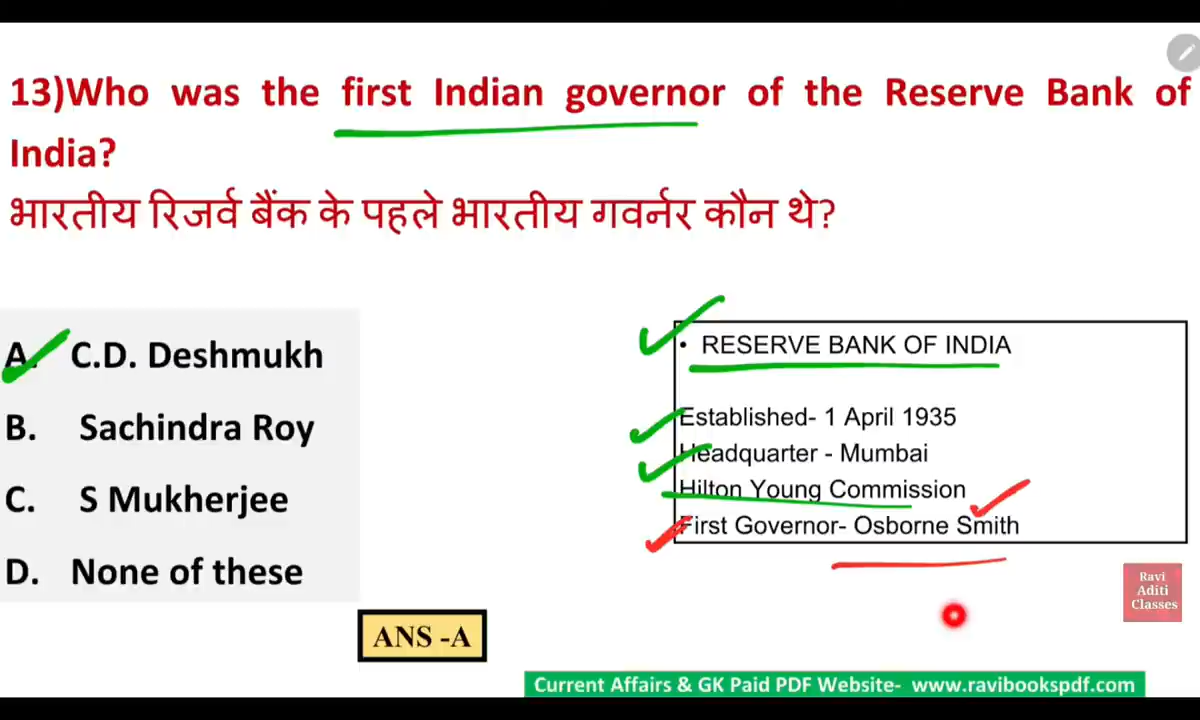 13)Who was the first Indian governor of the Reserve Bank of
India?
भारतीय रिजर्व बैंक के पहले भारतीय गवर्नर कौन थे?
A. C.D. Deshmukh
B. Sachindra Roy
C. S Mukherjee
D. None of these
ANS -A
• RESERVE BANK OF INDIA
Established- 1 April 1935
Headquarter - Mumbai
Hilton Young Commission
First Governor- Osborne Smith
Ravi
Aditi
Classes
Current Affairs & GK Paid PDF Website- www.ravibookspdf.com